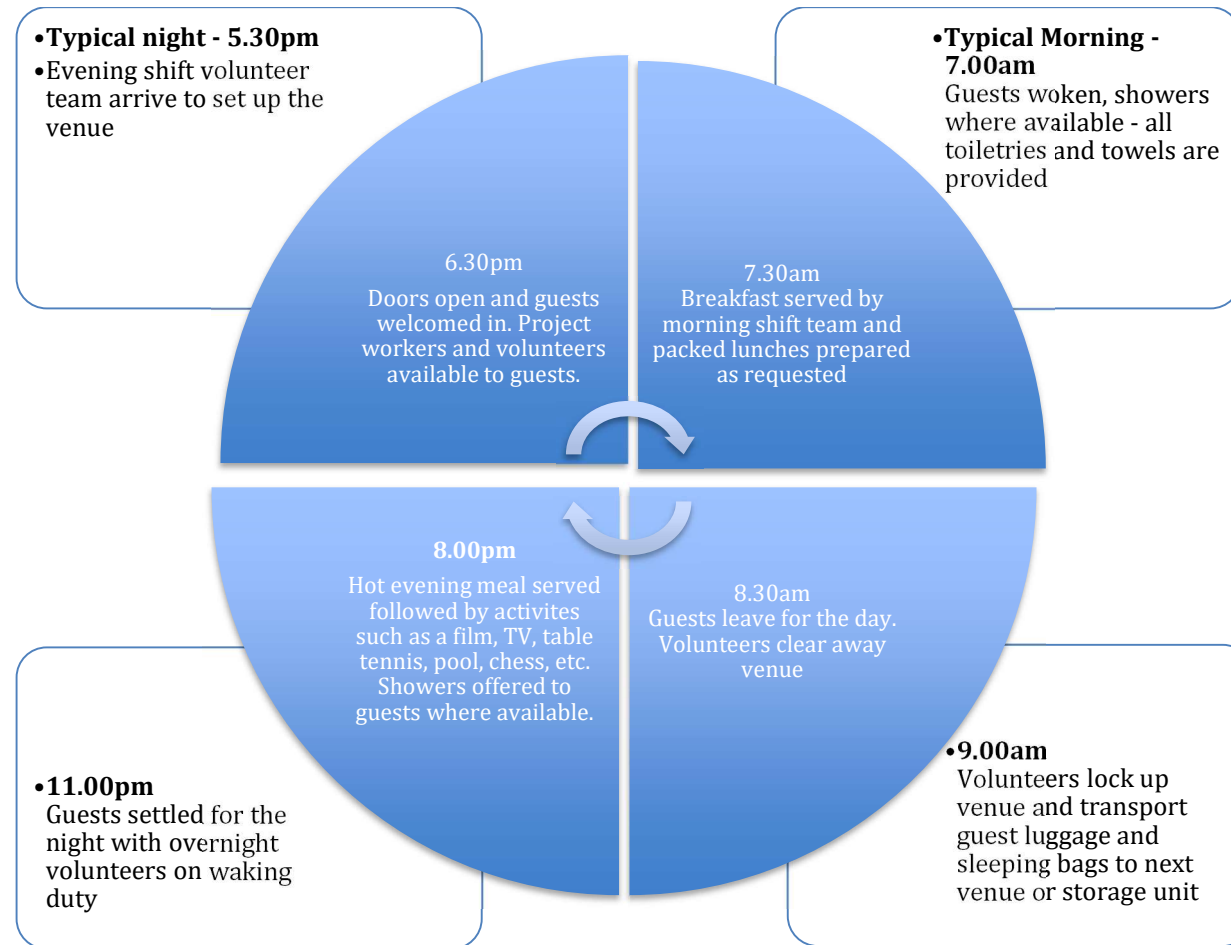 •Typical night - 5.30pm
•Evening shift volunteer
team arrive to set up the
venue
6.30pm
Doors open and guests
welcomed in. Project
workers and volunteers
available to guests.
8.00pm
Hot evening meal served
followed by activites
such as a film, TV, table
tennis, pool, chess, etc.
Showers offered to
guests where available.
•11.00pm
Guests settled for the
night with overnight
volunteers on waking
duty
•Typical Morning -
7.00am
Guests woken, showers
where available - all
toiletries and towels are
provided
7.30am
Breakfast served by
morning shift team and
packed lunches prepared
as requested
8.30am
Guests leave for the day.
Volunteers clear away
venue
•9.00am
Volunteers lock up
venue and transport
guest luggage and
sleeping bags to next
venue or storage unit